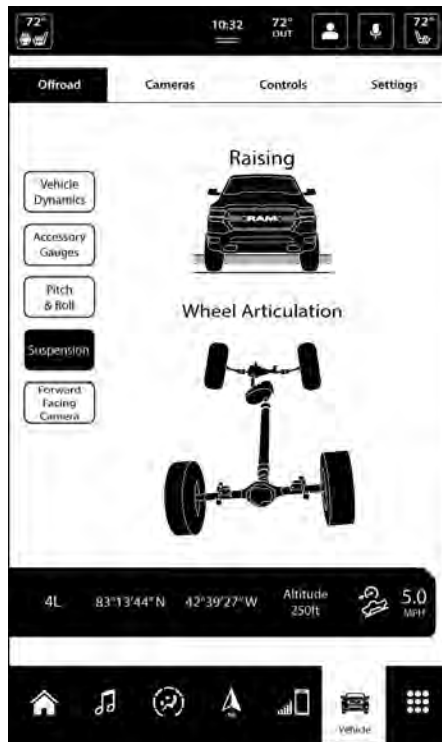 72°
10:32
72°
OUT
72°
Offroad
Cameras
Controls
Settings
Raising
RAM
Vehicle
Dynamics
Accessory
Gauges
Pitch
& Roll
Wheel Articulation
Suspension
Forward
Facing
Camera
4L
83°13'44"N
42°39'27"W
Altitude
250ft
5.0
MPH
Vehicle